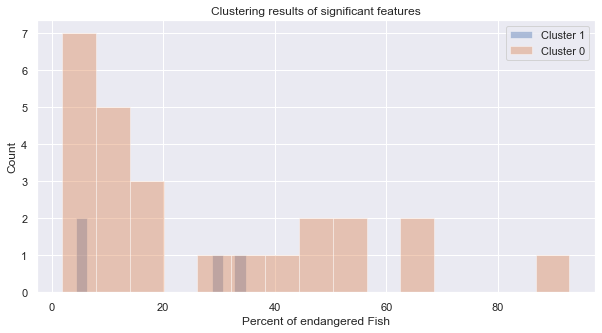 Clustering results of significant features
Cluster 1
Cluster 0
Count
7
6
5
4
3
2
1
0
0 20 40 60 80
Percent of endangered Fish